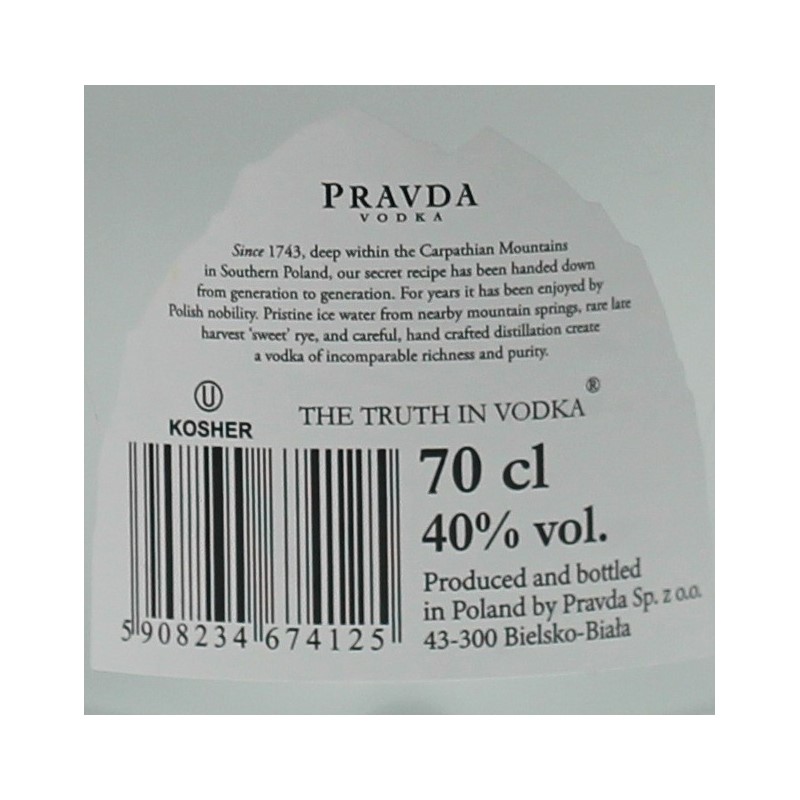 PRAVDA
VODKA
Since 1743, deep within the Carpathian Mountains
in Southern Poland, our secret recipe has been handed down
from generation to generation. For years it has been enjoyed by
Polish nobility. Pristine ice water from nearby mountain springs, rare late
harvest 'sweet' rye, and careful, hand crafted distillation create
a vodka of incomparable richness and purity.
U
KOSHER
THE TRUTH IN VODKA®
70 cl
40% vol.
Produced and bottled
in Poland by Pravda Sp. z o.o.
43-300 Bielsko-Biała
5 908234 674125